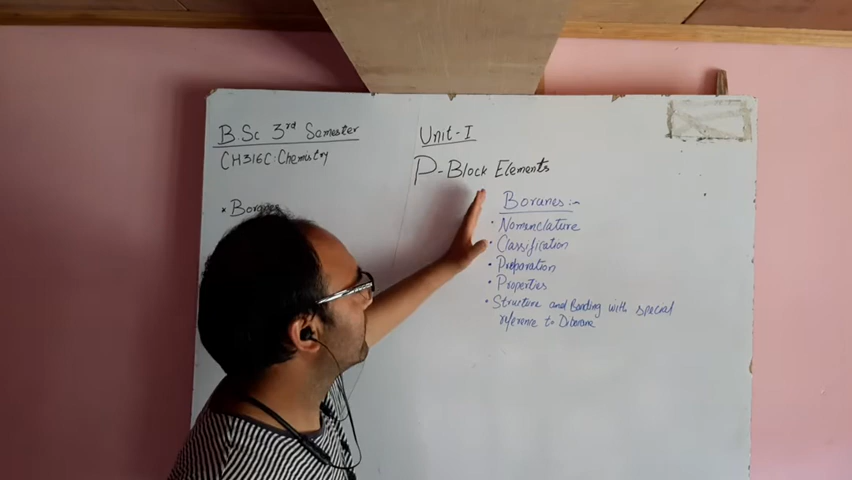 B.Sc 3rd Semester
CH316C: Chemistry
* Boranes
Unit-I
P-Block Elements
Boranes:-
• Nomenclature
• Classification
• Preparation
• Properties
• Structure and Bonding with special
reference to Diborane